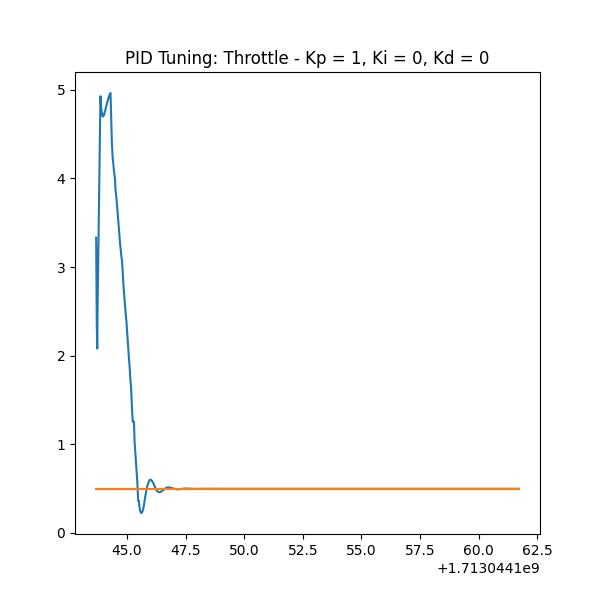 PID Tuning: Throttle - Kp = 1, Ki = 0, Kd = 0
5
4
3
2
1
0
45.0 47.5 50.0 52.5 55.0 57.5 60.0 62.5
+1.7130441e9